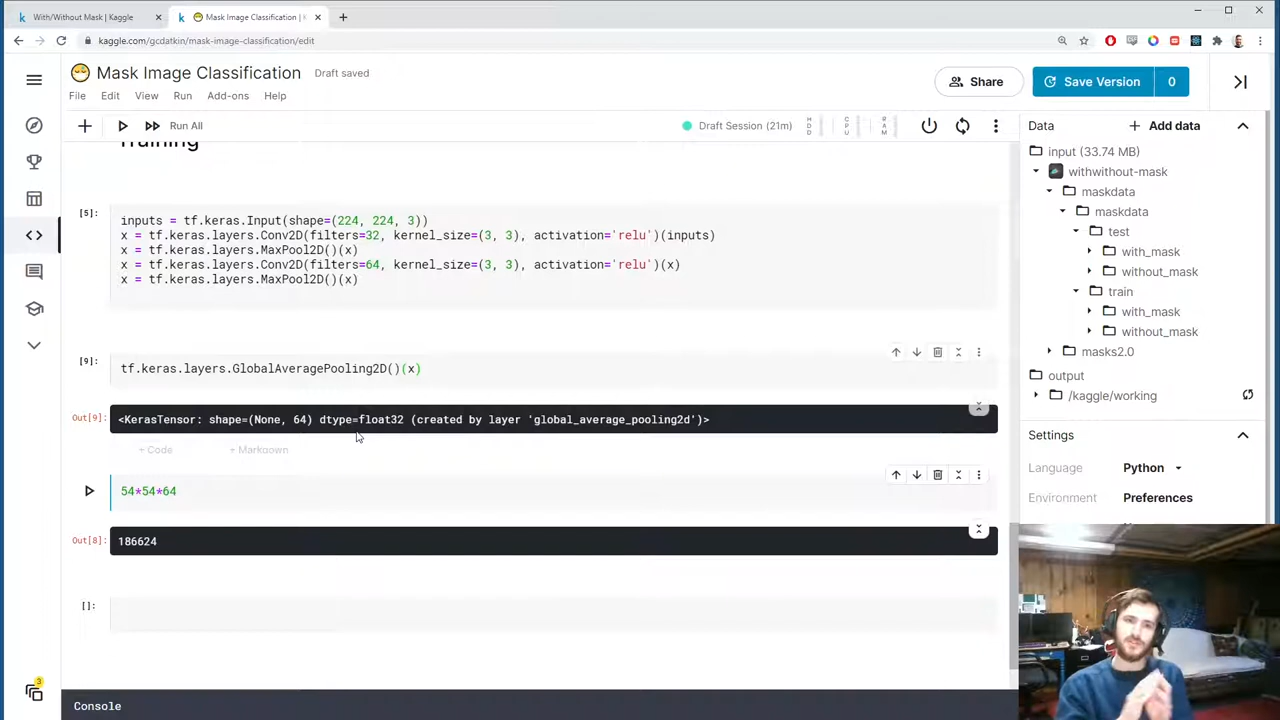 With/Without Mask | Kaggle
Mask Image Classification | K
kaggle.com/gcdatkin/mask-image-classification/edit
Mask Image Classification
Draft saved
Share
Save Version
0
File
Edit
View
Run
Add-ons
Help
Run All
Draft Session (21m)
HDD
CPU
RAM
Data
Add data
input (33.74 MB)
withwithout-mask
maskdata
maskdata
test
with_mask
without_mask
train
with_mask
without_mask
masks2.0
output
/kaggle/working
Settings
Language
Python
Environment
Preferences
Training
[5]:
inputs = tf.keras.Input(shape=(224, 224, 3))
x = tf.keras.layers.Conv2D(filters=32, kernel_size=(3, 3), activation='relu')(inputs)
x = tf.keras.layers.MaxPool2D()(x)
x = tf.keras.layers.Conv2D(filters=64, kernel_size=(3, 3), activation='relu')(x)
x = tf.keras.layers.MaxPool2D()(x)
[9]:
tf.keras.layers.GlobalAveragePooling2D()(x)
Out[9]:
<KerasTensor: shape=(None, 64) dtype=float32 (created by layer 'global_average_pooling2d')>
+ Code
+ Markdown
54*54*64
Out[8]:
186624
[]:
3
Console